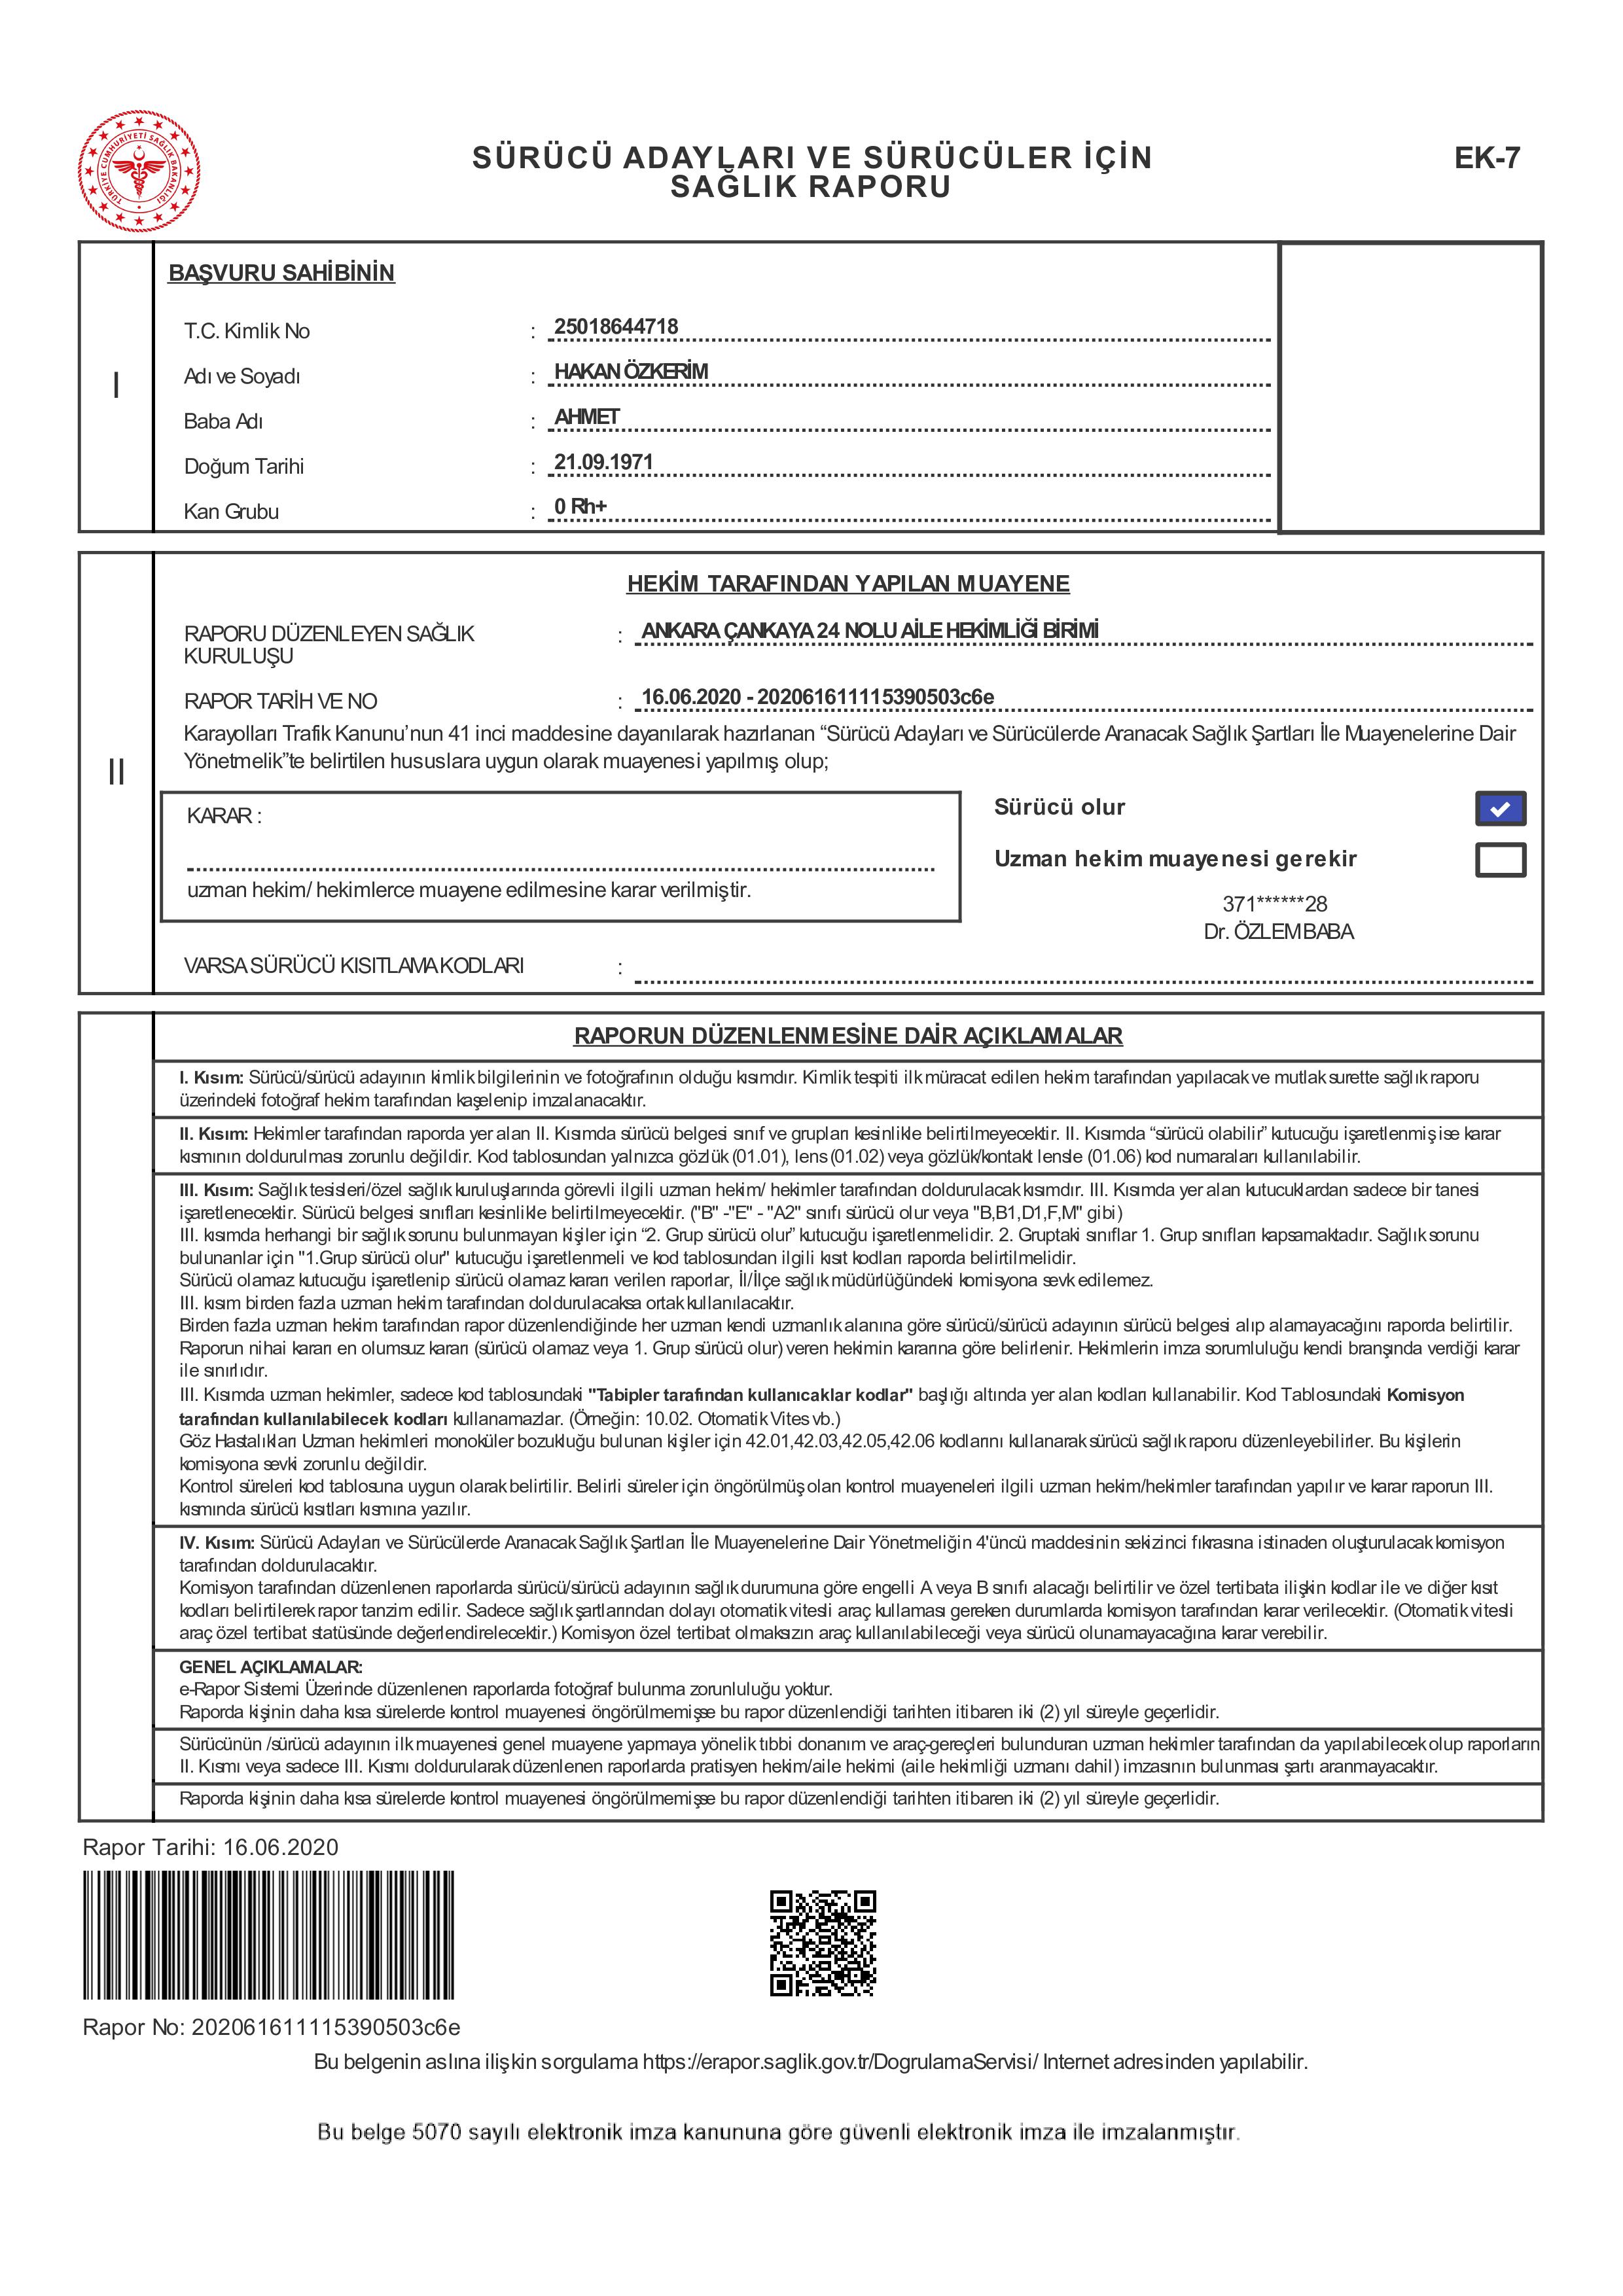 TÜRKİYE CUMHURİYETİ SAĞLIK BAKANLIĞI
SÜRÜCÜ ADAYLARI VE SÜRÜCÜLER İÇİN
SAĞLIK RAPORU
EK-7
I
BAŞVURU SAHİBİNİN
T.C. Kimlik No : 25018644718
Adı ve Soyadı : HAKAN ÖZKERİM
Baba Adı : AHMET
Doğum Tarihi : 21.09.1971
Kan Grubu : 0 Rh+
II
HEKİM TARAFINDAN YAPILAN MUAYENE
RAPORU DÜZENLEYEN SAĞLIK
KURULUŞU : ANKARA ÇANKAYA 24 NOLU AİLE HEKİMLİĞİ BİRİMİ
RAPOR TARİH VE NO : 16.06.2020 - 202061611115390503c6e
Karayolları Trafik Kanunu'nun 41 inci maddesine dayanılarak hazırlanan “Sürücü Adayları ve Sürücülerde Aranacak Sağlık Şartları İle Muayenelerine Dair
Yönetmelik”te belirtilen hususlara uygun olarak muayenesi yapılmış olup;
KARAR :
uzman hekim/ hekimlerce muayene edilmesine karar verilmiştir.
Sürücü olur
Uzman hekim muayenesi gerekir
371******28
Dr. ÖZLEM BABA
VARSA SÜRÜCÜ KISITLAMA KODLARI :
RAPORUN DÜZENLENMESİNE DAİR AÇIKLAMALAR
I. Kısım: Sürücü/sürücü adayının kimlik bilgilerinin ve fotoğrafının olduğu kısımdır. Kimlik tespiti ilk müracat edilen hekim tarafından yapılacak ve mutlak surette sağlık raporu
üzerindeki fotoğraf hekim tarafından kaşelenip imzalanacaktır.
II. Kısım: Hekimler tarafından raporda yer alan II. Kısımda sürücü belgesi sınıf ve grupları kesinlikle belirtilmeyecektir. II. Kısımda “sürücü olabilir” kutucuğu işaretlenmiş ise karar
kısmının doldurulması zorunlu değildir. Kod tablosundan yalnızca gözlük (01.01), lens (01.02) veya gözlük/kontakt lensle (01.06) kod numaraları kullanılabilir.
III. Kısım: Sağlık tesisleri/özel sağlık kuruluşlarında görevli ilgili uzman hekim/ hekimler tarafından doldurulacak kısımdır. III. Kısımda yer alan kutucuklardan sadece bir tanesi
işaretlenecektir. Sürücü belgesi sınıfları kesinlikle belirtilmeyecektir. ("B" -"E" - "A2" sınıfı sürücü olur veya "B,B1,D1,F,M" gibi)
III. kısımda herhangi bir sağlık sorunu bulunmayan kişiler için “2. Grup sürücü olur” kutucuğu işaretlenmelidir. 2. Gruptaki sınıflar 1. Grup sınıfları kapsamaktadır. Sağlık sorunu
bulunanlar için "1.Grup sürücü olur" kutucuğu işaretlenmeli ve kod tablosundan ilgili kısıt kodları raporda belirtilmelidir.
Sürücü olamaz kutucuğu işaretlenip sürücü olamaz kararı verilen raporlar, İl/İlçe sağlık müdürlüğündeki komisyona sevk edilemez.
III. kısım birden fazla uzman hekim tarafından doldurulacaksa ortak kullanılacaktır.
Birden fazla uzman hekim tarafından rapor düzenlendiğinde her uzman kendi uzmanlık alanına göre sürücü/sürücü adayının sürücü belgesi alıp alamayacağını raporda belirtilir.
Raporun nihai kararı en olumsuz kararı (sürücü olamaz veya 1. Grup sürücü olur) veren hekimin kararına göre belirlenir. Hekimlerin imza sorumluluğu kendi branşında verdiği karar
ile sınırlıdır.
III. Kısımda uzman hekimler, sadece kod tablosundaki "Tabipler tarafından kullanıcaklar kodlar" başlığı altında yer alan kodları kullanabilir. Kod Tablosundaki Komisyon
tarafından kullanılabilecek kodları kullanamazlar. (Örneğin: 10.02. Otomatik Vites vb.)
Göz Hastalıkları Uzman hekimleri monoküler bozukluğu bulunan kişiler için 42.01,42.03,42.05,42.06 kodlarını kullanarak sürücü sağlık raporu düzenleyebilirler. Bu kişilerin
komisyona sevki zorunlu değildir.
Kontrol süreleri kod tablosuna uygun olarak belirtilir. Belirli süreler için öngörülmüş olan kontrol muayeneleri ilgili uzman hekim/hekimler tarafından yapılır ve karar raporun III.
kısmında sürücü kısıtları kısmına yazılır.
IV. Kısım: Sürücü Adayları ve Sürücülerde Aranacak Sağlık Şartları İle Muayenelerine Dair Yönetmeliğin 4'üncü maddesinin sekizinci fıkrasına istinaden oluşturulacak komisyon
tarafından doldurulacaktır.
Komisyon tarafından düzenlenen raporlarda sürücü/sürücü adayının sağlık durumuna göre engelli A veya B sınıfı alacağı belirtilir ve özel tertibata ilişkin kodlar ile ve diğer kısıt
kodları belirtilerek rapor tanzim edilir. Sadece sağlık şartlarından dolayı otomatik vitesli araç kullaması gereken durumlarda komisyon tarafından karar verilecektir. (Otomatik vitesli
araç özel tertibat statüsünde değerlendirelecektir.) Komisyon özel tertibat olmaksızın araç kullanılabileceği veya sürücü olunamayacağına karar verebilir.
GENEL AÇIKLAMALAR:
e-Rapor Sistemi Üzerinde düzenlenen raporlarda fotoğraf bulunma zorunluluğu yoktur.
Raporda kişinin daha kısa sürelerde kontrol muayenesi öngörülmemişse bu rapor düzenlendiği tarihten itibaren iki (2) yıl süreyle geçerlidir.
Sürücünün /sürücü adayının ilk muayenesi genel muayene yapmaya yönelik tıbbi donanım ve araç-gereçleri bulunduran uzman hekimler tarafından da yapılabilecek olup raporların
II. Kısmı veya sadece III. Kısmı doldurularak düzenlenen raporlarda pratisyen hekim/aile hekimi (aile hekimliği uzmanı dahil) imzasının bulunması şartı aranmayacaktır.
Raporda kişinin daha kısa sürelerde kontrol muayenesi öngörülmemişse bu rapor düzenlendiği tarihten itibaren iki (2) yıl süreyle geçerlidir.
Rapor Tarihi: 16.06.2020
Rapor No: 202061611115390503c6e
Bu belgenin aslına ilişkin sorgulama https://erapor.saglik.gov.tr/DogrulamaServisi/ Internet adresinden yapılabilir.
Bu belge 5070 sayılı elektronik imza kanununa göre güvenli elektronik imza ile imzalanmıştır.